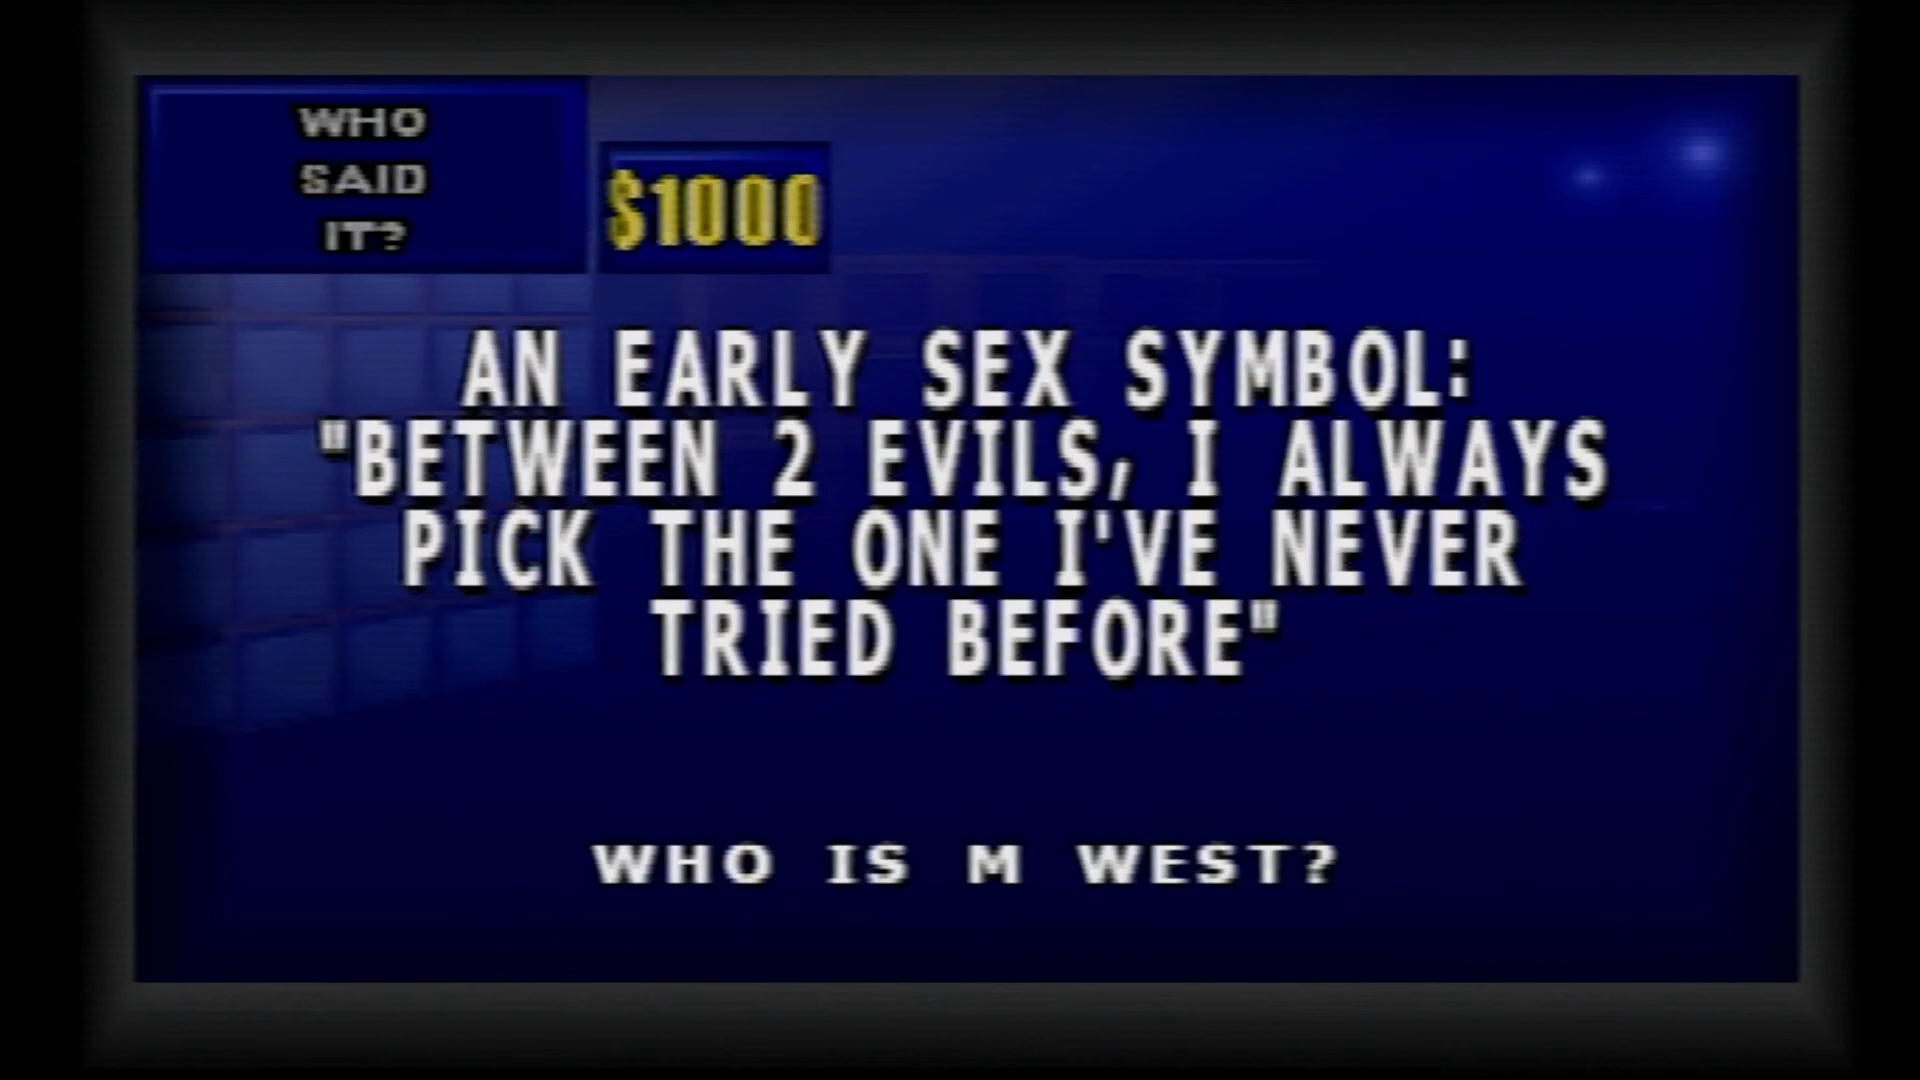 WHO
SAID
IT?
$1000
AN EARLY SEX SYMBOL:
"BETWEEN 2 EVILS, I ALWAYS
PICK THE ONE I'VE NEVER
TRIED BEFORE"
WHO IS M WEST?